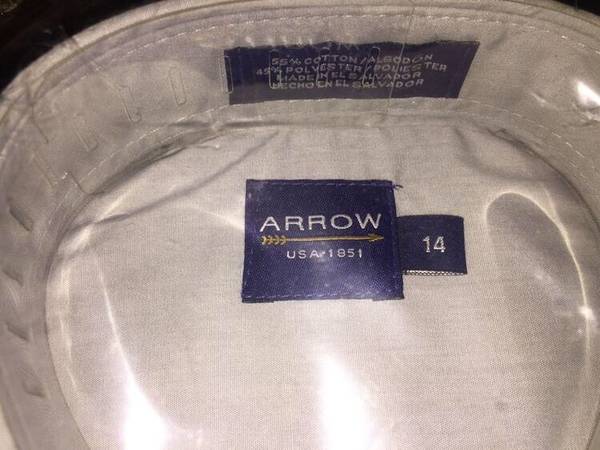 55% COTTON/ALGODON
45% POLYESTER/POLIESTER
MADE IN EL SALVADOR
HECHO EN EL SALVADOR
ARROW
USA 1851
14